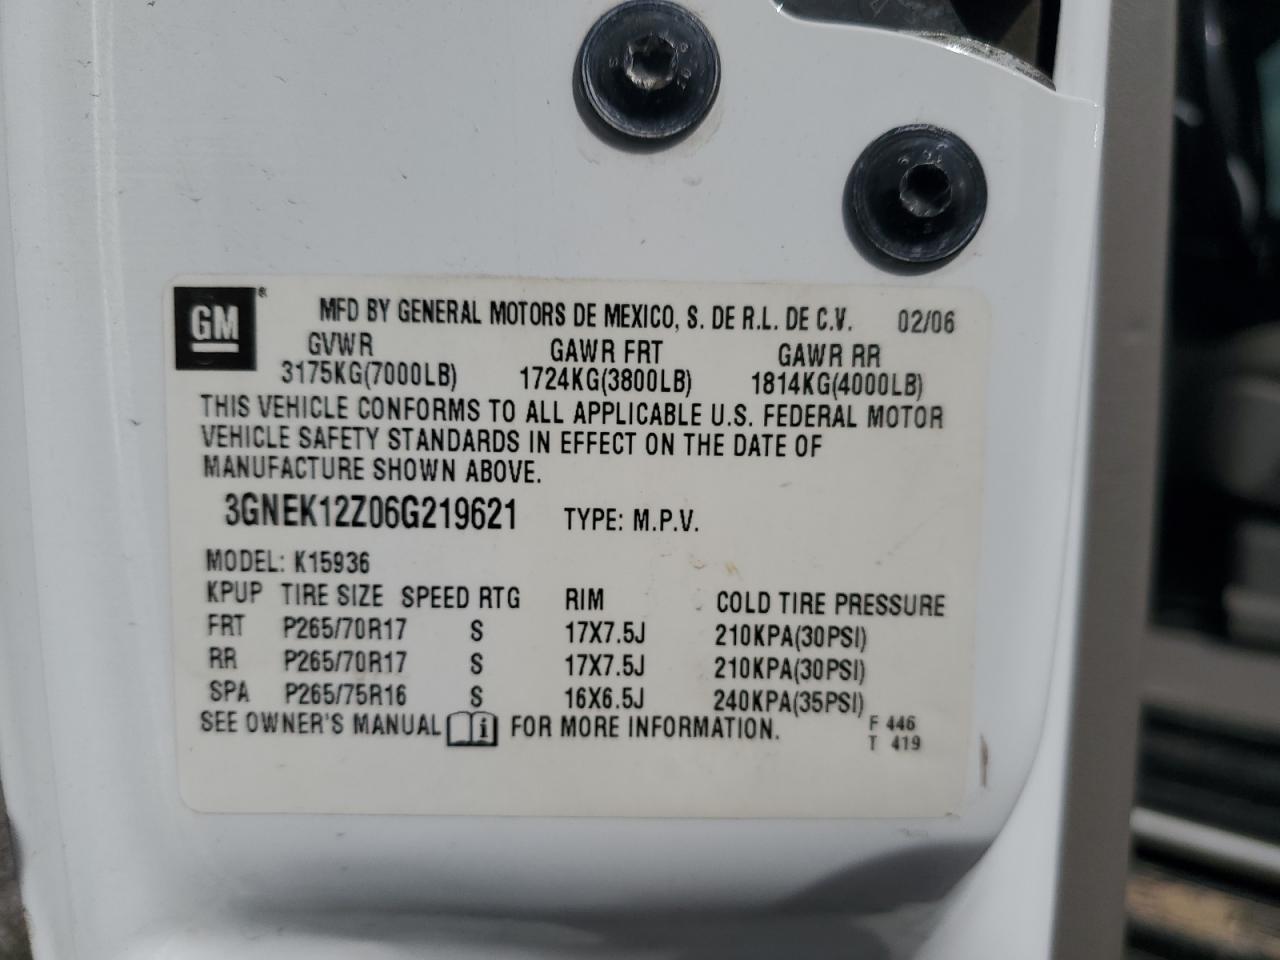 GM® MFD BY GENERAL MOTORS DE MEXICO, S. DE R.L. DE C.V. 02/06
GVWR GAWR FRT GAWR RR
3175KG(7000LB) 1724KG(3800LB) 1814KG(4000LB)
THIS VEHICLE CONFORMS TO ALL APPLICABLE U.S. FEDERAL MOTOR
VEHICLE SAFETY STANDARDS IN EFFECT ON THE DATE OF
MANUFACTURE SHOWN ABOVE.
3GNEK12Z06G219621 TYPE: M.P.V.
MODEL: K15936
KPUP TIRE SIZE SPEED RTG RIM COLD TIRE PRESSURE
FRT P265/70R17 S 17X7.5J 210KPA(30PSI)
RR P265/70R17 S 17X7.5J 210KPA(30PSI)
SPA P265/75R16 S 16X6.5J 240KPA(35PSI)
SEE OWNER'S MANUAL i FOR MORE INFORMATION. F 446
T 419